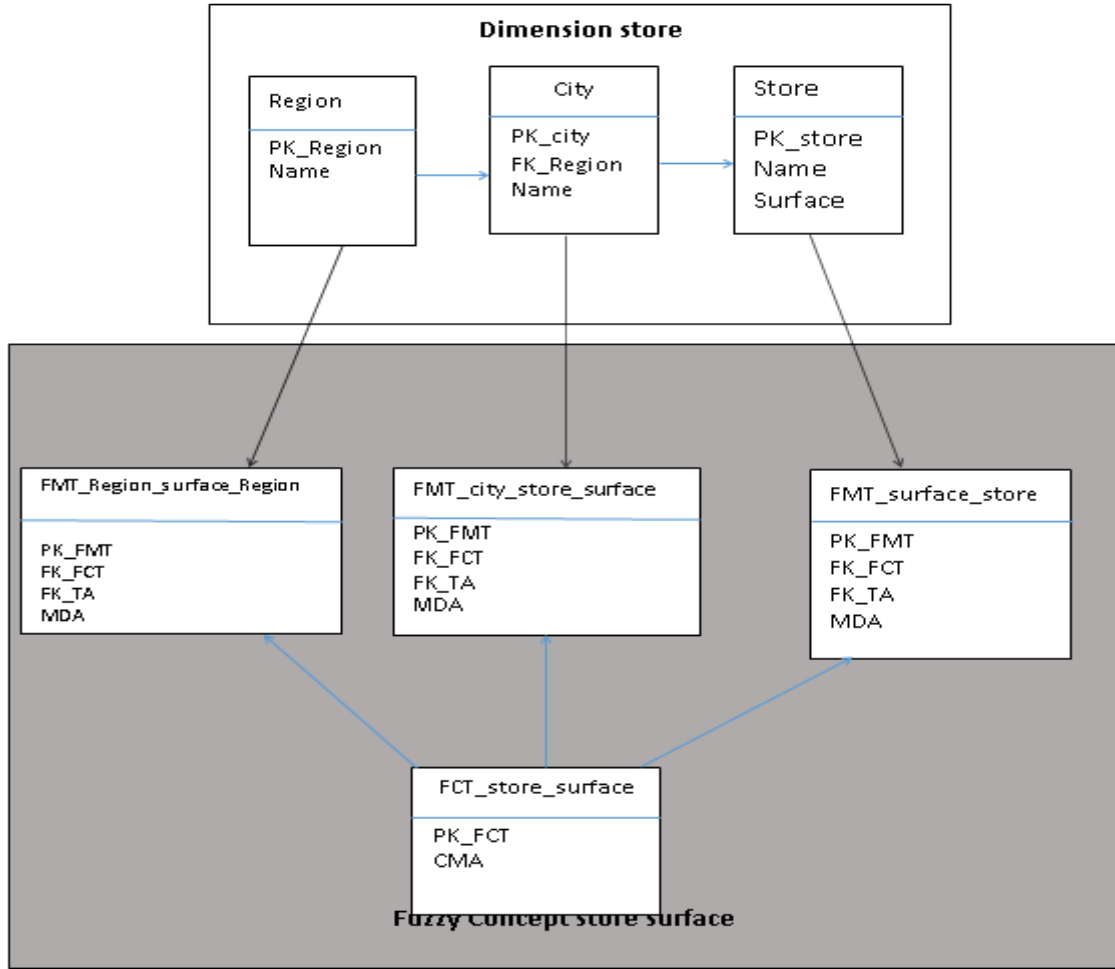 Dimension store
Region
PK_Region
Name
City
PK_city
FK_Region
Name
Store
PK_store
Name
Surface
FMT_Region_surface_Region
PK_FMT
FK_FCT
FK_TA
MDA
FMT_city_store_surface
PK_FMT
FK_FCT
FK_TA
MDA
FMT_surface_store
PK_FMT
FK_FCT
FK_TA
MDA
FCT_store_surface
PK_FCT
CMA
Fuzzy Concept store surface